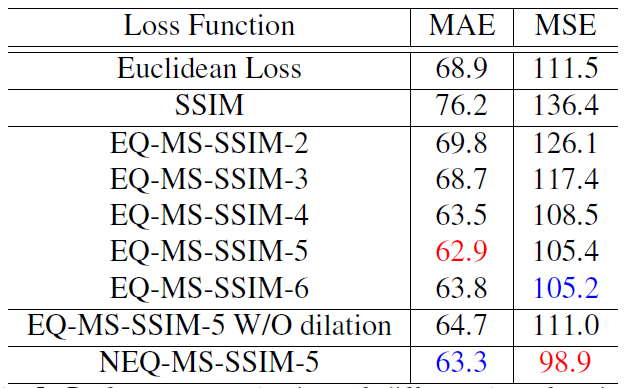 Loss Function MAE MSE
Euclidean Loss 68.9 111.5
SSIM 76.2 136.4
EQ-MS-SSIM-2 69.8 126.1
EQ-MS-SSIM-3 68.7 117.4
EQ-MS-SSIM-4 63.5 108.5
EQ-MS-SSIM-5 62.9 105.4
EQ-MS-SSIM-6 63.8 105.2
EQ-MS-SSIM-5 W/O dilation 64.7 111.0
NEQ-MS-SSIM-5 63.3 98.9